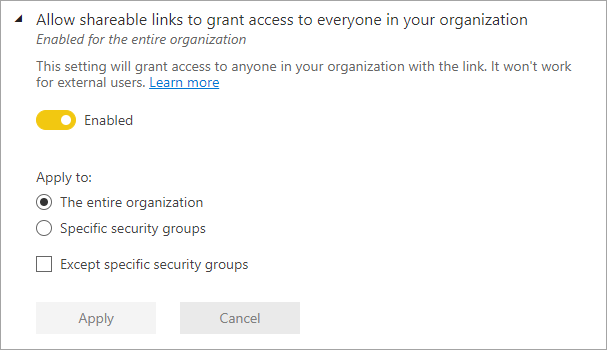 Allow shareable links to grant access to everyone in your organization
Enabled for the entire organization
This setting will grant access to anyone in your organization with the link. It won't work
for external users. Learn more
Enabled
Apply to:
The entire organization
Specific security groups
Except specific security groups
Apply Cancel